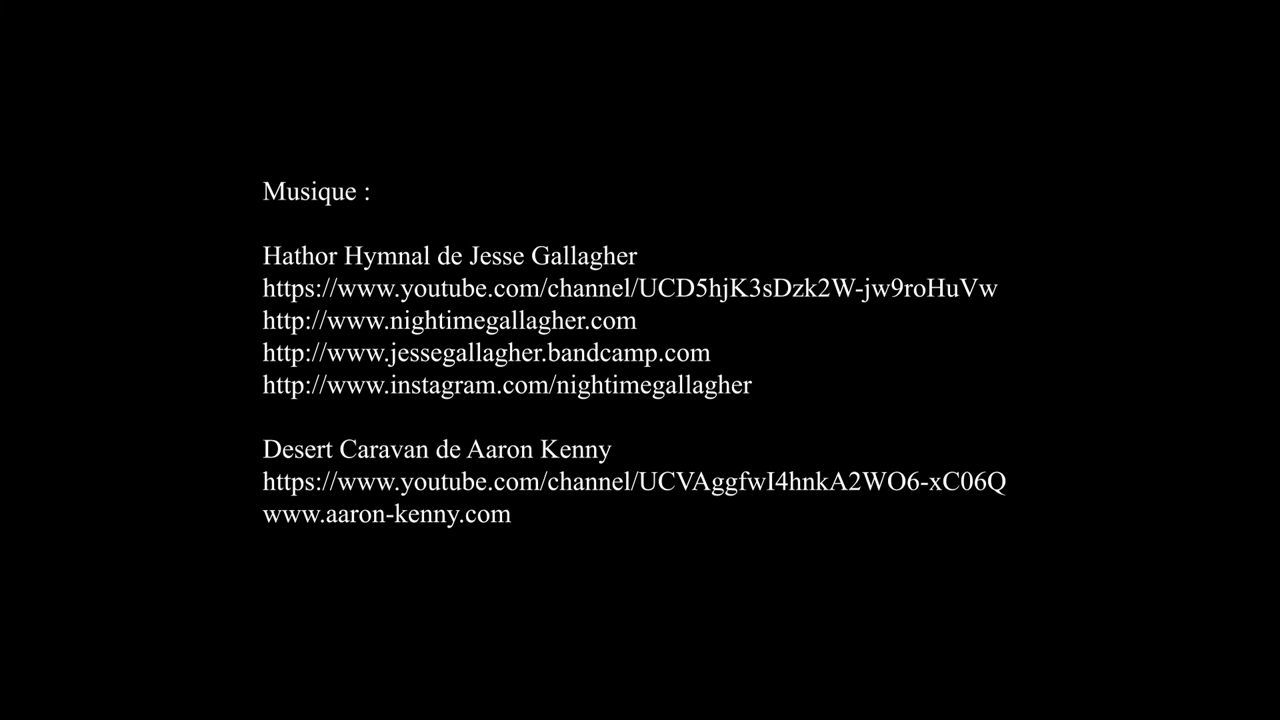 Musique :
Hathor Hymnal de Jesse Gallagher
https://www.youtube.com/channel/UCD5hjK3sDzk2W-jw9roHuVw
http://www.nightimegallagher.com
http://www.jessegallagher.bandcamp.com
http://www.instagram.com/nightimegallagher
Desert Caravan de Aaron Kenny
https://www.youtube.com/channel/UCVAggfwI4hnkA2WO6-xC06Q
www.aaron-kenny.com